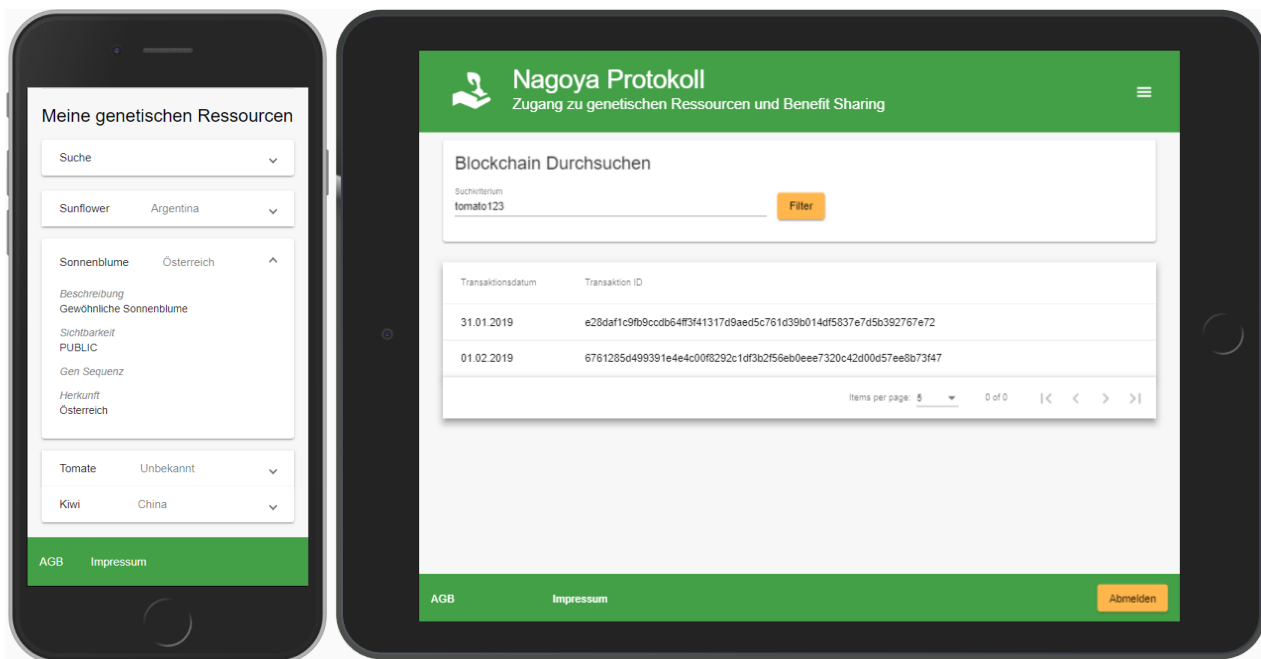 Meine genetischen Ressourcen
Suche
Sunflower Argentina
Sonnenblume Österreich
Beschreibung
Gewöhnliche Sonnenblume
Sichtbarkeit
PUBLIC
Gen Sequenz
Herkunft
Österreich
Tomate Unbekannt
Kiwi China
AGB Impressum
Nagoya Protokoll
Zugang zu genetischen Ressourcen und Benefit Sharing
Blockchain Durchsuchen
Suchkriterium
tomato123
Filter
Transaktionsdatum Transaktion ID
31.01.2019 e28daf1c9fb9ccdb64ff3f41317d9aed5c761d39b014df5837e7d5b392767e72
01.02.2019 6761285d499391e4e4c00f8292c1df3b2f56eb0eee7320c42d00d57ee8b73f47
Items per page: 5 0 of 0
AGB Impressum Abmelden